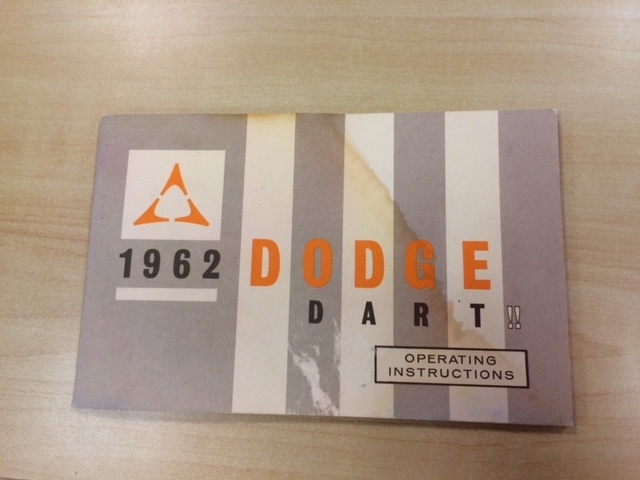 1962 DODGE
DART!!
OPERATING
INSTRUCTIONS